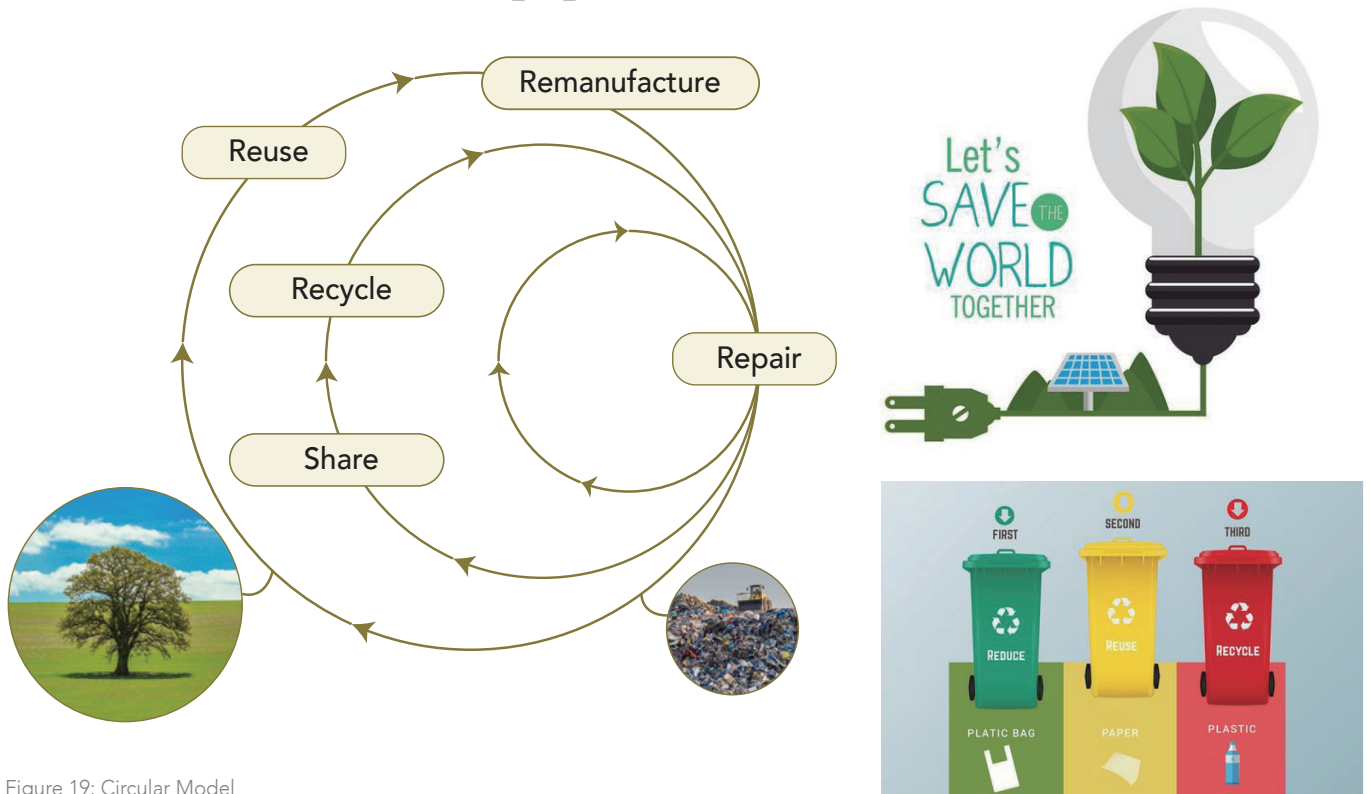 Remanufacture
Reuse
Recycle
Repair
Share
Figure 19: Circular Model
Let's
SAVE THE
WORLD
TOGETHER
FIRST
SECOND
THIRD
REDUCE
REUSE
RECYCLE
PLATIC BAG
PAPER
PLASTIC